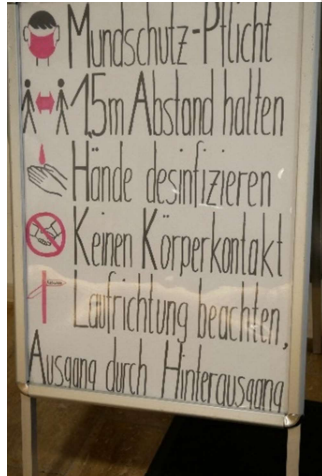 Mundschutz-Pflicht
1,5m Abstand halten
Hände desinfizieren
Keinen Körperkontakt
Laufrichtung beachten,
Ausgang durch Hinterausgang